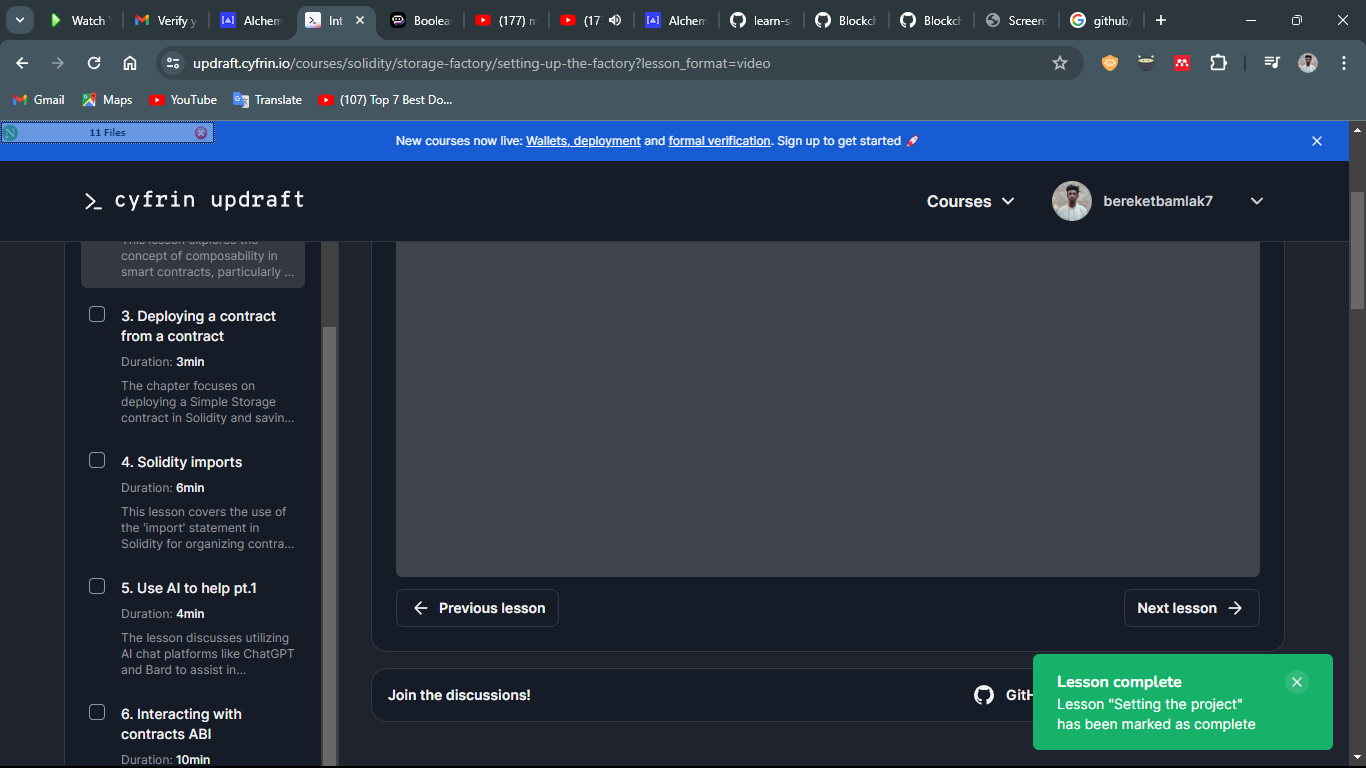 Watch
Verify y
Alchem
Int
Boolea
(177) m
(17
Alchem
learn-s
Blockch
Blockch
Screen
github/
updraft.cyfrin.io/courses/solidity/storage-factory/setting-up-the-factory?lesson_format=video
Gmail
Maps
YouTube
Translate
(107) Top 7 Best Do...
11 Files
New courses now live: Wallets, deployment and formal verification. Sign up to get started 🚀
>_ cyfrin updraft
Courses
bereketbamlak7
This lesson explores the
concept of composability in
smart contracts, particularly ...
3. Deploying a contract
from a contract
Duration: 3min
The chapter focuses on
deploying a Simple Storage
contract in Solidity and savin...
4. Solidity imports
Duration: 6min
This lesson covers the use of
the 'import' statement in
Solidity for organizing contra...
5. Use AI to help pt.1
Duration: 4min
The lesson discusses utilizing
AI chat platforms like ChatGPT
and Bard to assist in...
6. Interacting with
contracts ABI
Duration: 10min
Previous lesson
Next lesson
Join the discussions!
GitH
Lesson complete
Lesson "Setting the project"
has been marked as complete